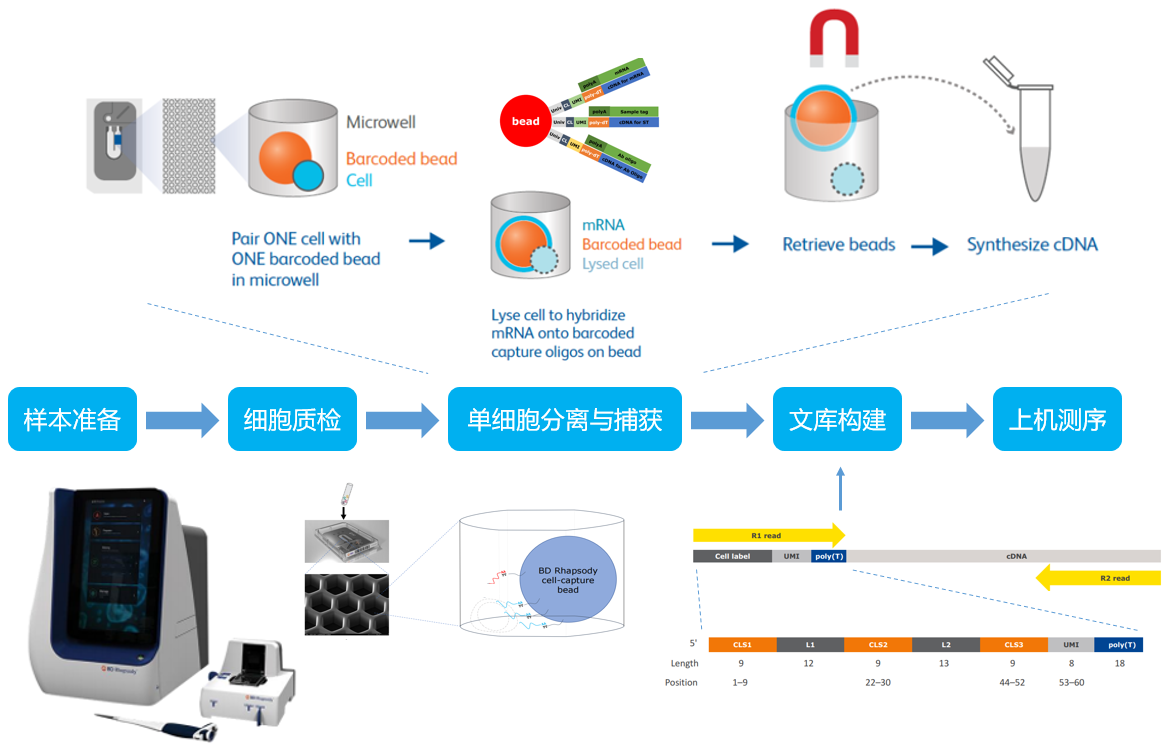 Microwell
Barcoded bead
Cell
Pair ONE cell with
ONE barcoded bead
in microwell
bead
Univ CL UMI poly-dT
polyA mRNA
cDNA for mRNA
Univ CL UMI poly-dT
polyA Sample tag
cDNA for ST
Univ CL UMI poly-dT
polyA Ab oligo
cDNA for Ab Oligo
mRNA
Barcoded bead
Lysed cell
Lyse cell to hybridize
mRNA onto barcoded
capture oligos on bead
Retrieve beads
Synthesize cDNA
样本准备
细胞质检
单细胞分离与捕获
文库构建
上机测序
BD Rhapsody
BD Rhapsody
BD Rhapsody
cell-capture
bead
R1 read
Cell label UMI poly(T) cDNA
R2 read
5' CLS1 L1 CLS2 L2 CLS3 UMI poly(T)
Length 9 12 9 13 9 8 18
Position 1–9 22–30 44–52 53–60